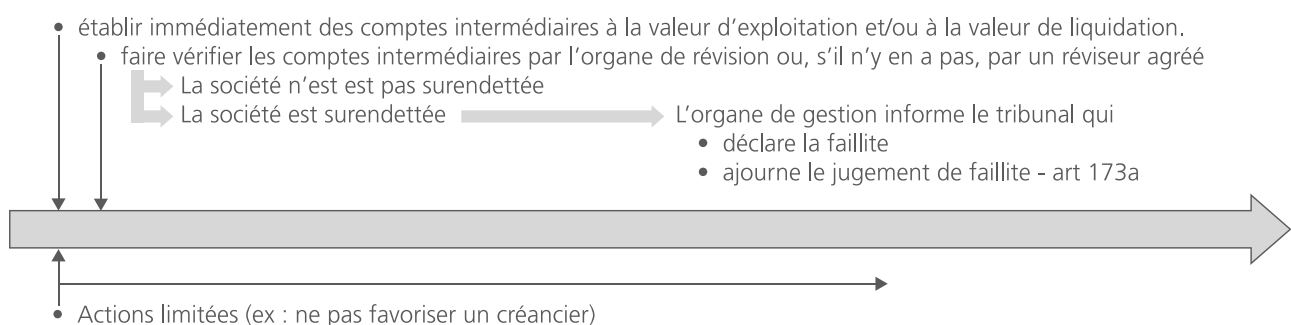 • établir immédiatement des comptes intermédiaires à la valeur d’exploitation et/ou à la valeur de liquidation.
• faire vérifier les comptes intermédiaires par l’organe de révision ou, s’il n’y en a pas, par un réviseur agréé
La société n’est est pas surendettée
La société est surendettée L’organe de gestion informe le tribunal qui
• déclare la faillite
• ajourne le jugement de faillite - art 173a
• Actions limitées (ex : ne pas favoriser un créancier)